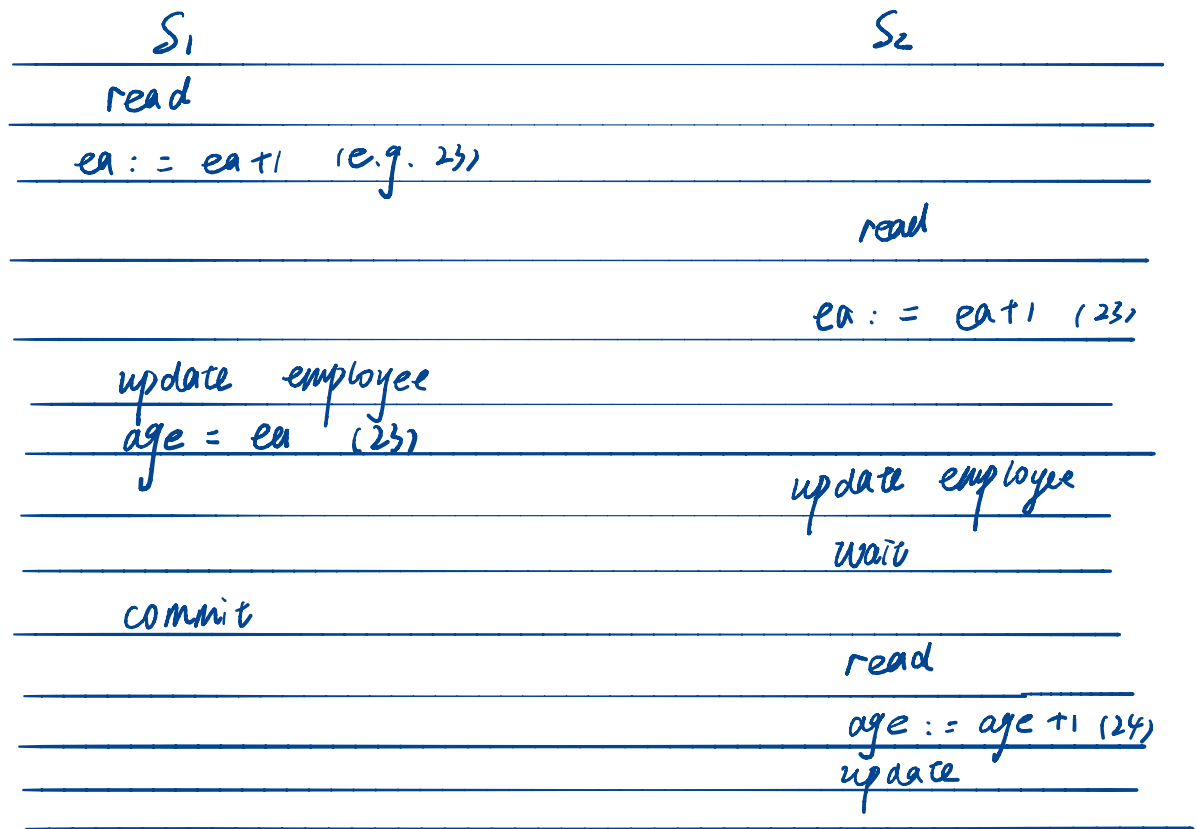 S1 S2
read
ea := ea+1 (e.g. 23)
read
ea := ea+1 (23)
update employee
age = ea (23)
update employee
wait
commit
read
age := age+1 (24)
update